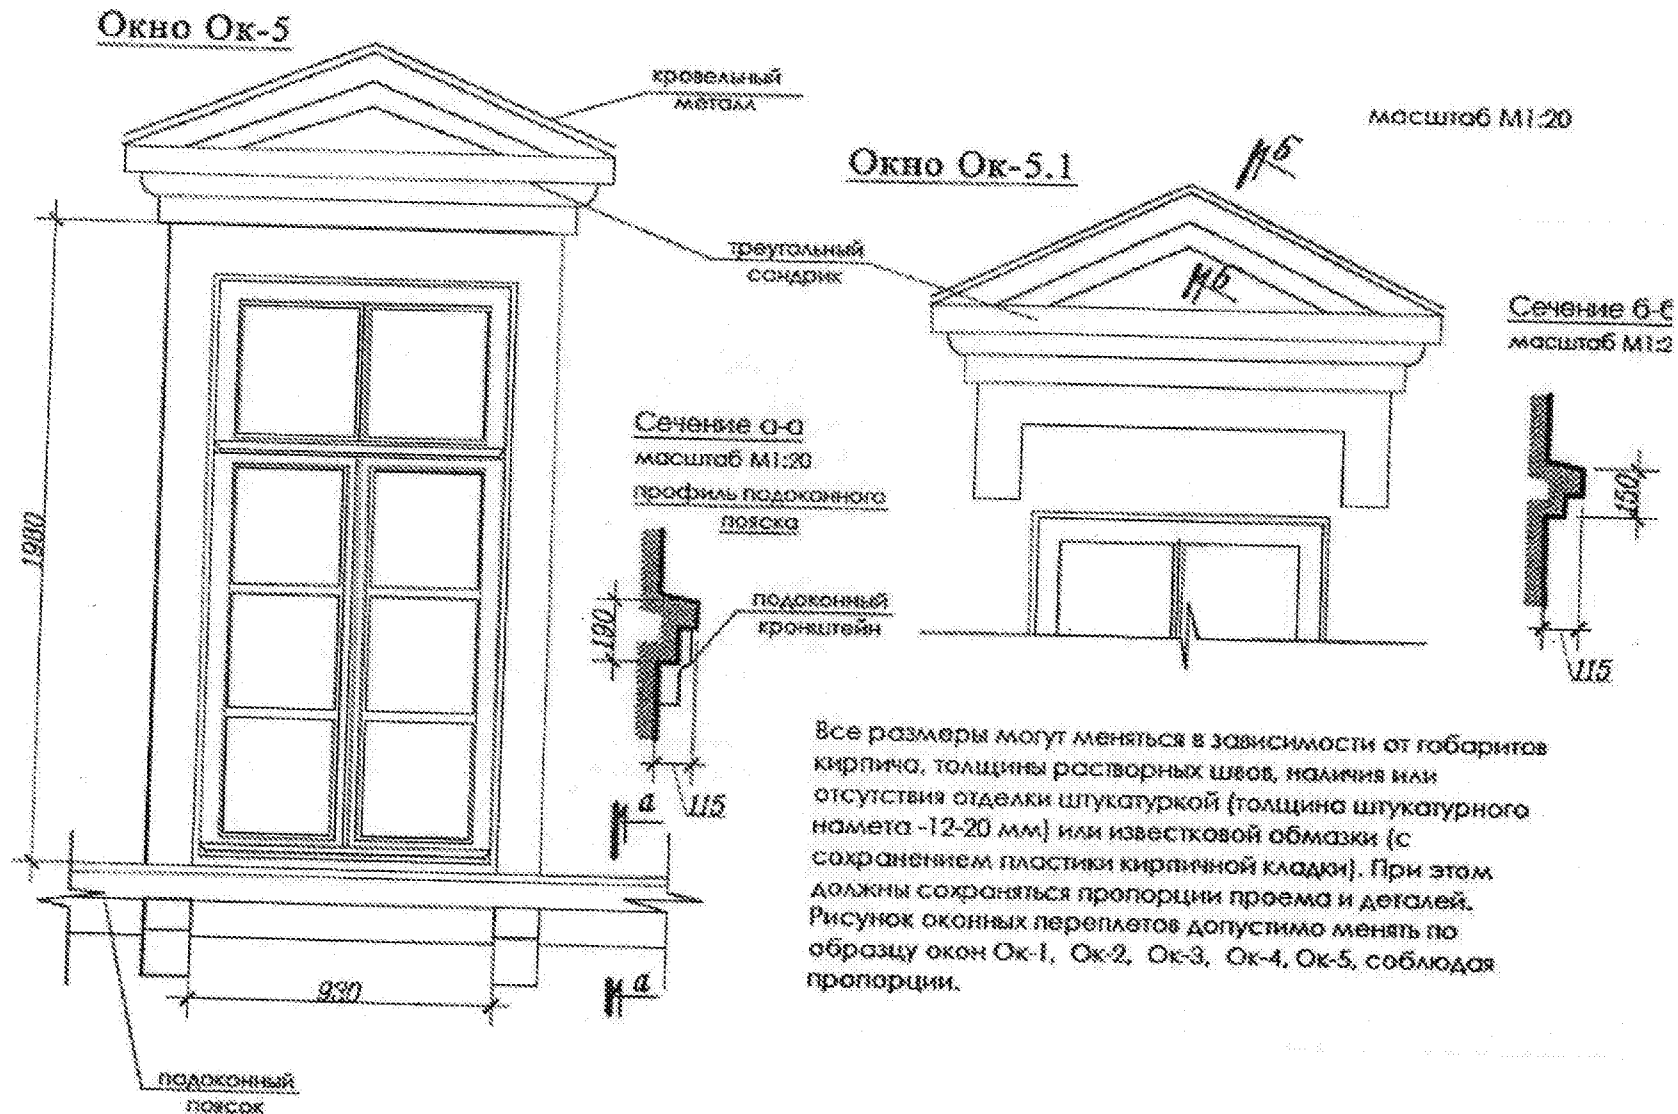 Окно Ок-5
кровельный
металл
масштаб М1:20
Окно Ок-5.1
Б
треугольный
сандрик
Б
Сечение б-б
масштаб М1:2
Сечение а-а
масштаб М1:20
профиль подоконного
пояска
1980
150
подоконный
кронштейн
190
115
115
а
Все размеры могут меняться в зависимости от габаритов
кирпича, толщины растворных швов, наличия или
отсутствия отделки штукатуркой (толщина штукатурного
намета -12-20 мм) или известковой обмазки (с
сохранением пластики кирпичной кладки). При этом
должны сохраняться пропорции проема и деталей.
Рисунок оконных переплетов допустимо менять по
образцу окон Ок-1, Ок-2, Ок-3, Ок-4, Ок-5, соблюдая
пропорции.
а
930
подоконный
поясок